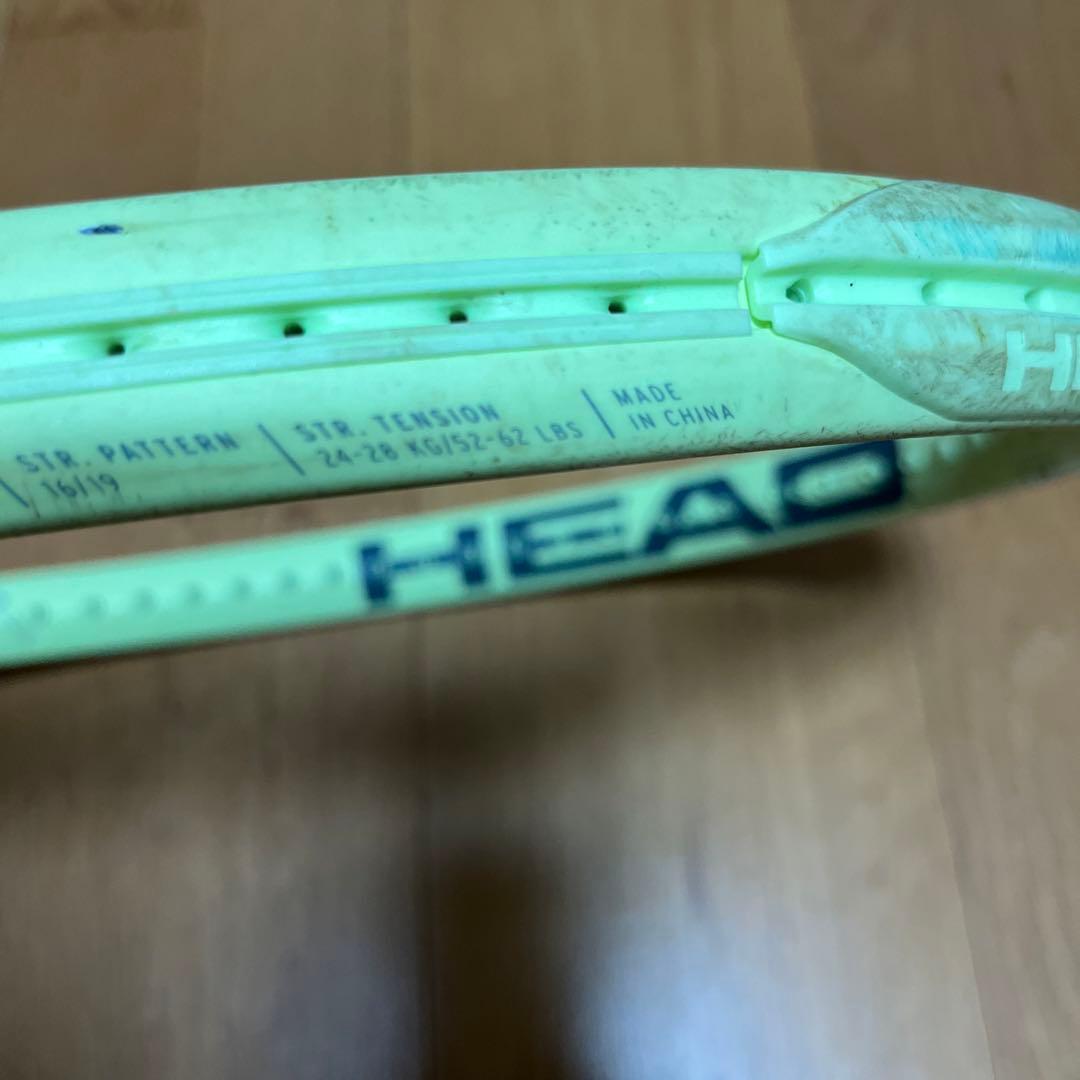 STR. PATTERN
16/19
STR. TENSION
24-28 KG/52-62 LBS
MADE
IN CHINA
HEAD